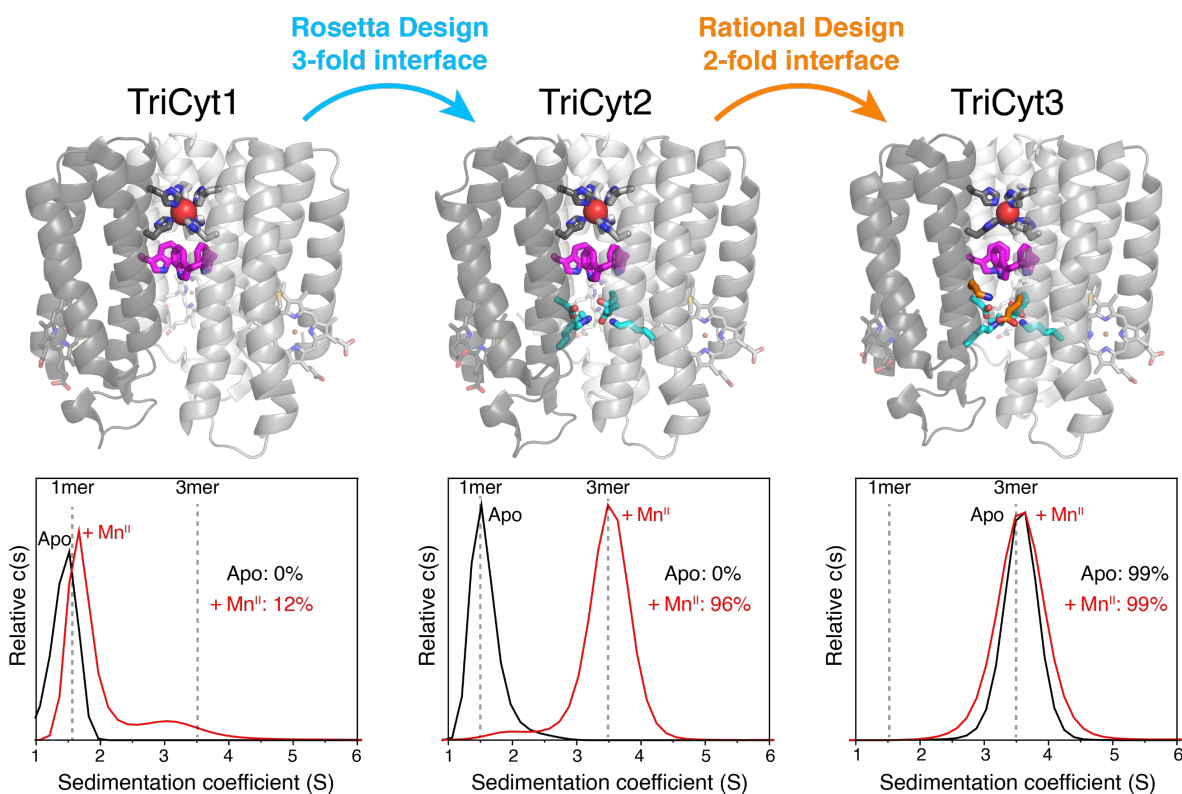 Rosetta Design
3-fold interface
Rational Design
2-fold interface
TriCyt1
TriCyt2
TriCyt3
1mer
3mer
Apo
+ Mnᴵᴵ
Apo: 0%
+ Mnᴵᴵ: 12%
Relative c(s)
1 2 3 4 5 6
Sedimentation coefficient (S)
1mer
3mer
Apo
+ Mnᴵᴵ
Apo: 0%
+ Mnᴵᴵ: 96%
Relative c(s)
1 2 3 4 5 6
Sedimentation coefficient (S)
1mer
3mer
Apo
+ Mnᴵᴵ
Apo: 99%
+ Mnᴵᴵ: 99%
Relative c(s)
1 2 3 4 5 6
Sedimentation coefficient (S)